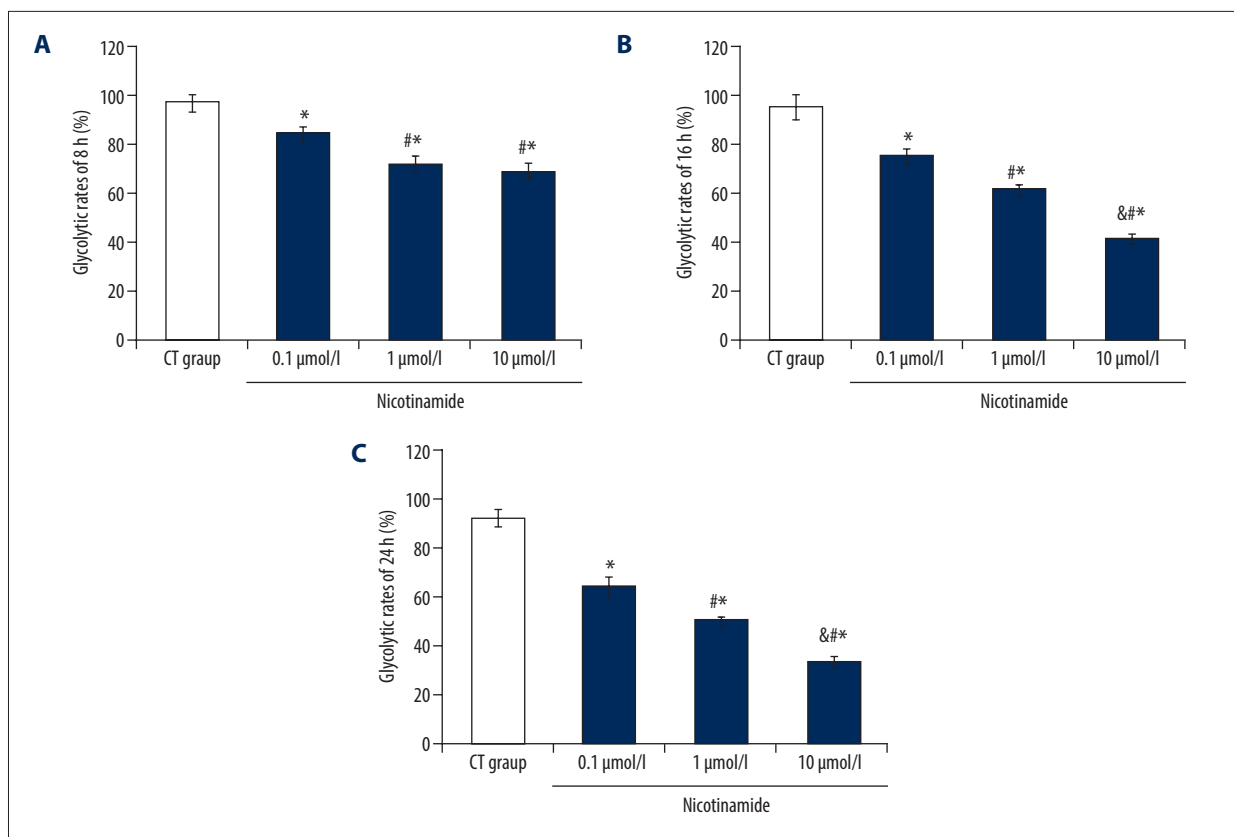 A
Glycolytic rates of 8 h (%)
120
100
80
60
40
20
0
*
#*
#*
CT graup
0.1 µmol/l
1 µmol/l
10 µmol/l
Nicotinamide
B
Glycolytic rates of 16 h (%)
120
100
80
60
40
20
0
*
#*
&#*
CT graup
0.1 µmol/l
1 µmol/l
10 µmol/l
Nicotinamide
C
Glycolytic rates of 24 h (%)
120
100
80
60
40
20
0
*
#*
&#*
CT graup
0.1 µmol/l
1 µmol/l
10 µmol/l
Nicotinamide